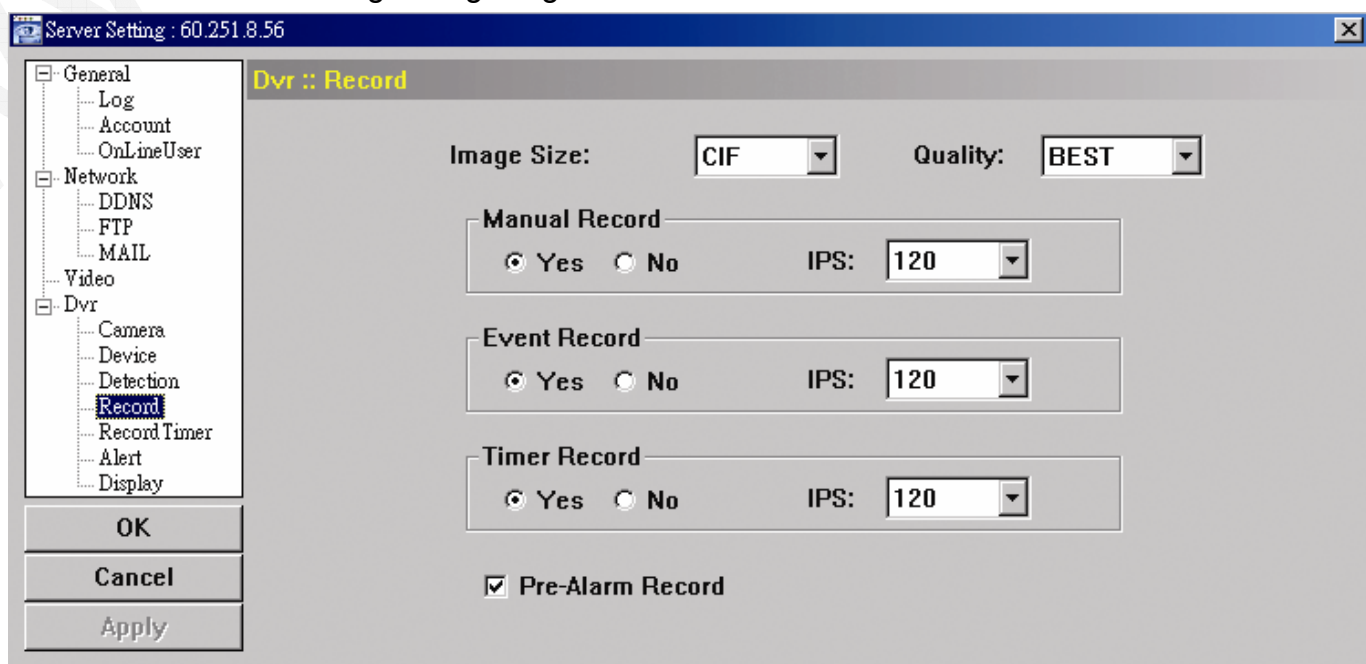 Server Setting : 60.251.8.56
General
Log
Account
OnLineUser
Network
DDNS
FTP
MAIL
Video
Dvr
Camera
Device
Detection
Record
Record Timer
Alert
Display
OK
Cancel
Apply
Dvr :: Record
Image Size: CIF Quality: BEST
Manual Record
Yes No IPS: 120
Event Record
Yes No IPS: 120
Timer Record
Yes No IPS: 120
Pre-Alarm Record